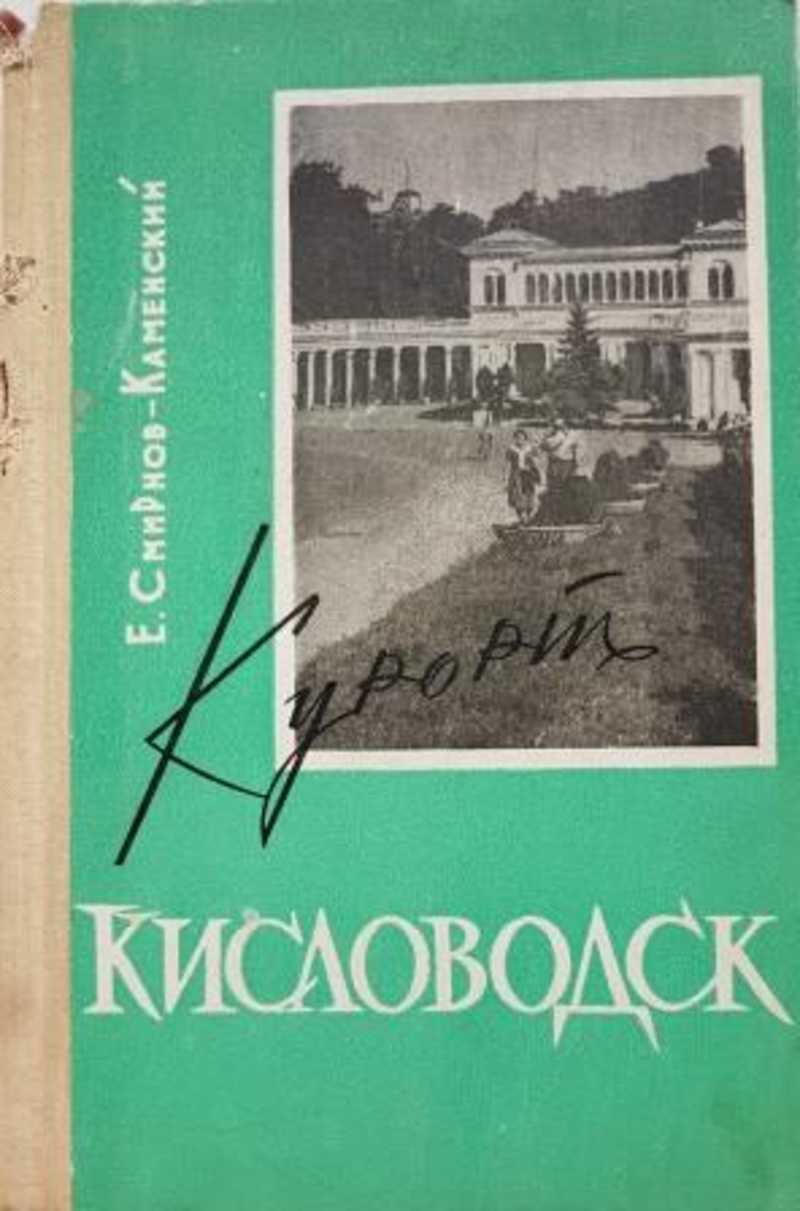 Е. Смирнов-Каменский
Курорт
Кисловодск